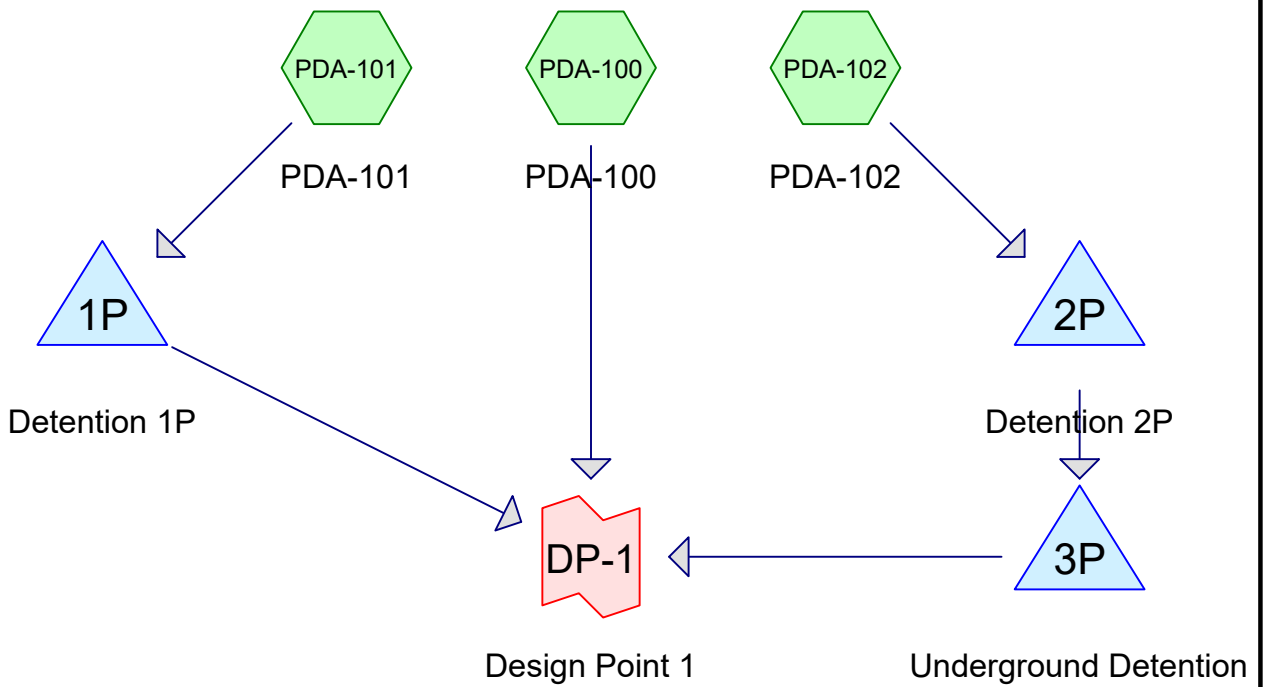 PDA-101
PDA-100
PDA-102
PDA-101
PDA-100
PDA-102
1P
2P
Detention 1P
Detention 2P
DP-1
3P
Design Point 1
Underground Detention